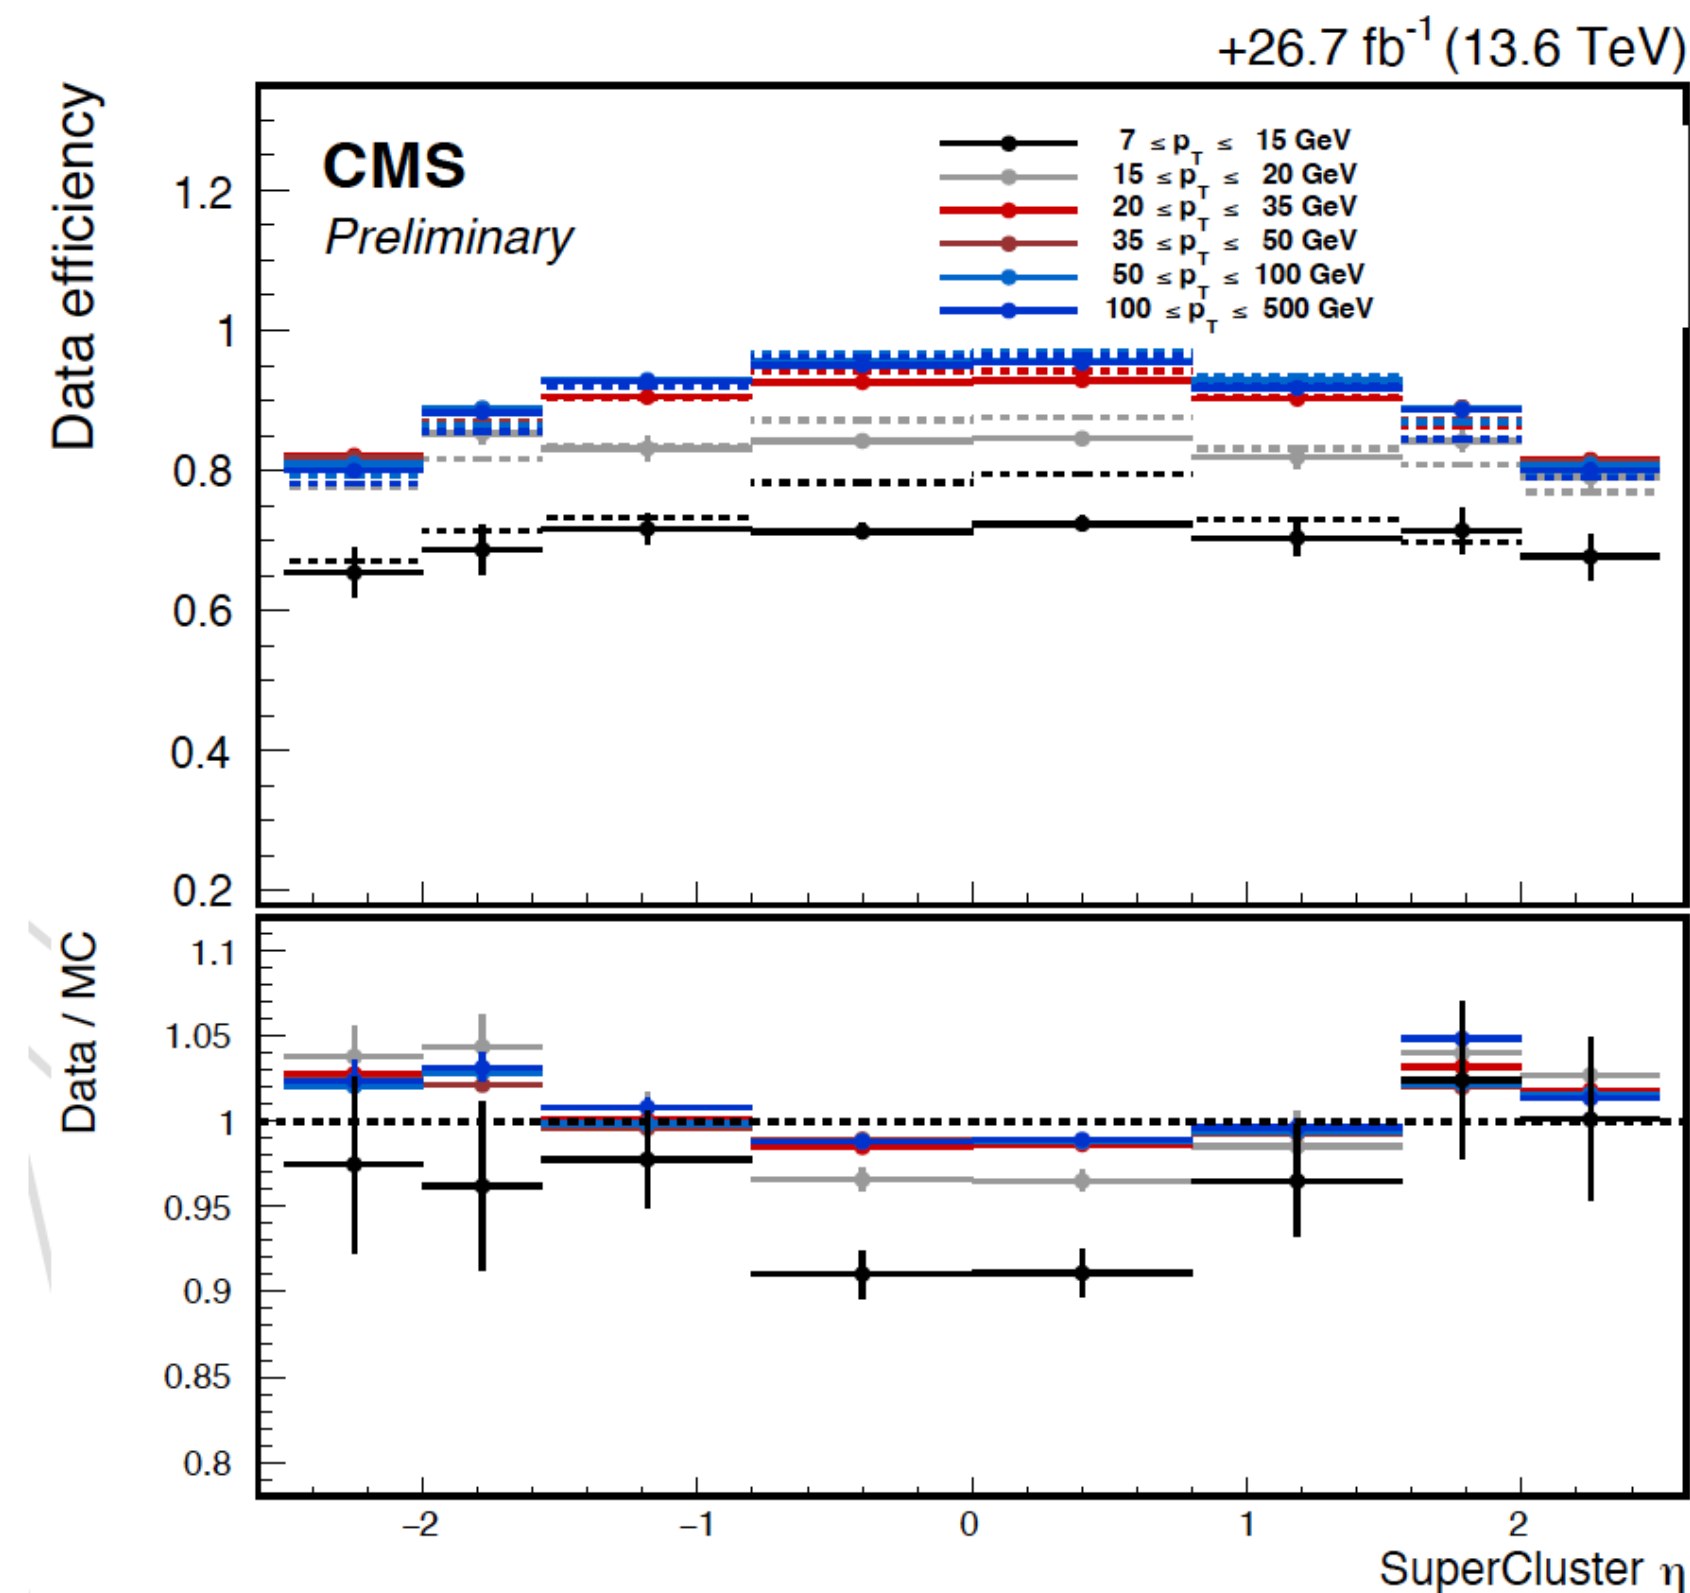 +26.7 fb-1 (13.6 TeV)
CMS
Preliminary
7 ≤ pT ≤ 15 GeV
15 ≤ pT ≤ 20 GeV
20 ≤ pT ≤ 35 GeV
35 ≤ pT ≤ 50 GeV
50 ≤ pT ≤ 100 GeV
100 ≤ pT ≤ 500 GeV
Data efficiency
1.2
1
0.8
0.6
0.4
0.2
Data / MC
1.1
1.05
1
0.95
0.9
0.85
0.8
−2 −1 0 1 2
SuperCluster η